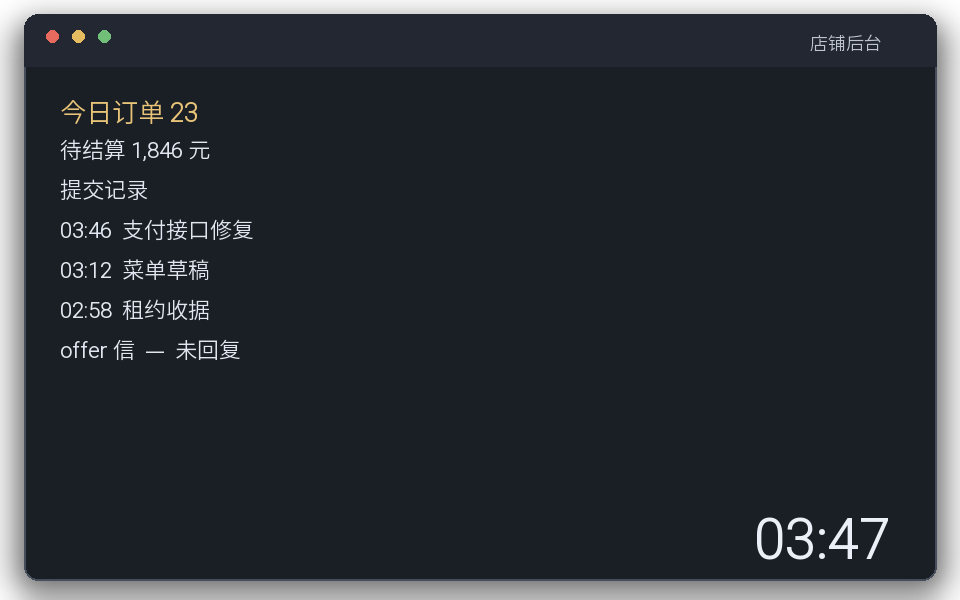 店铺后台
今日订单 23
待结算 1,846 元
提交记录
03:46 支付接口修复
03:12 菜单草稿
02:58 租约收据
offer 信 — 未回复
03:47